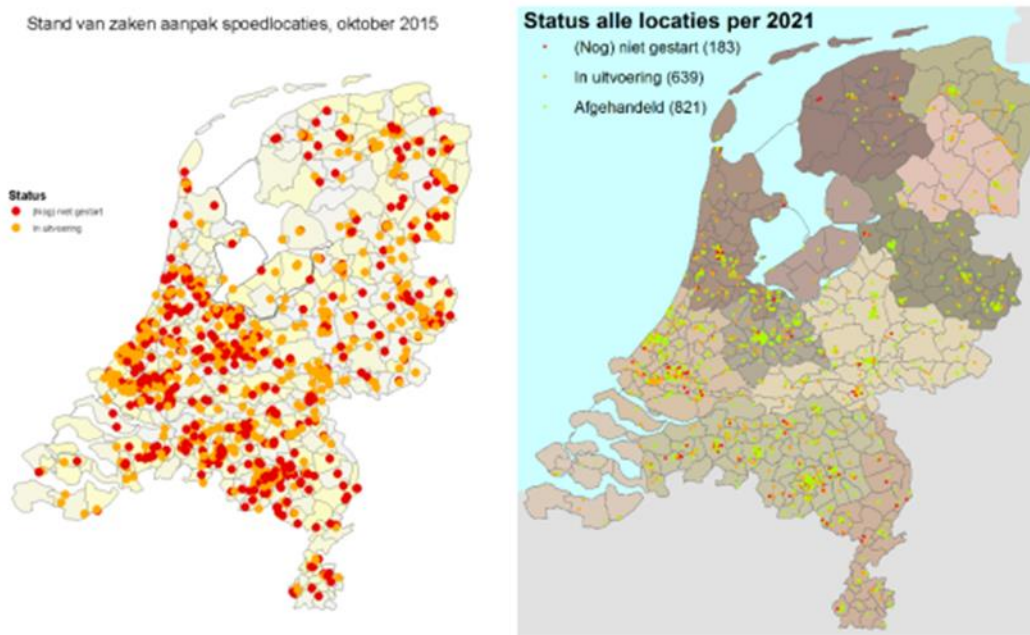 Stand van zaken aanpak spoedlocaties, oktober 2015
Status
(Nog) niet gestart
In uitvoering
Status alle locaties per 2021
(Nog) niet gestart (183)
In uitvoering (639)
Afgehandeld (821)